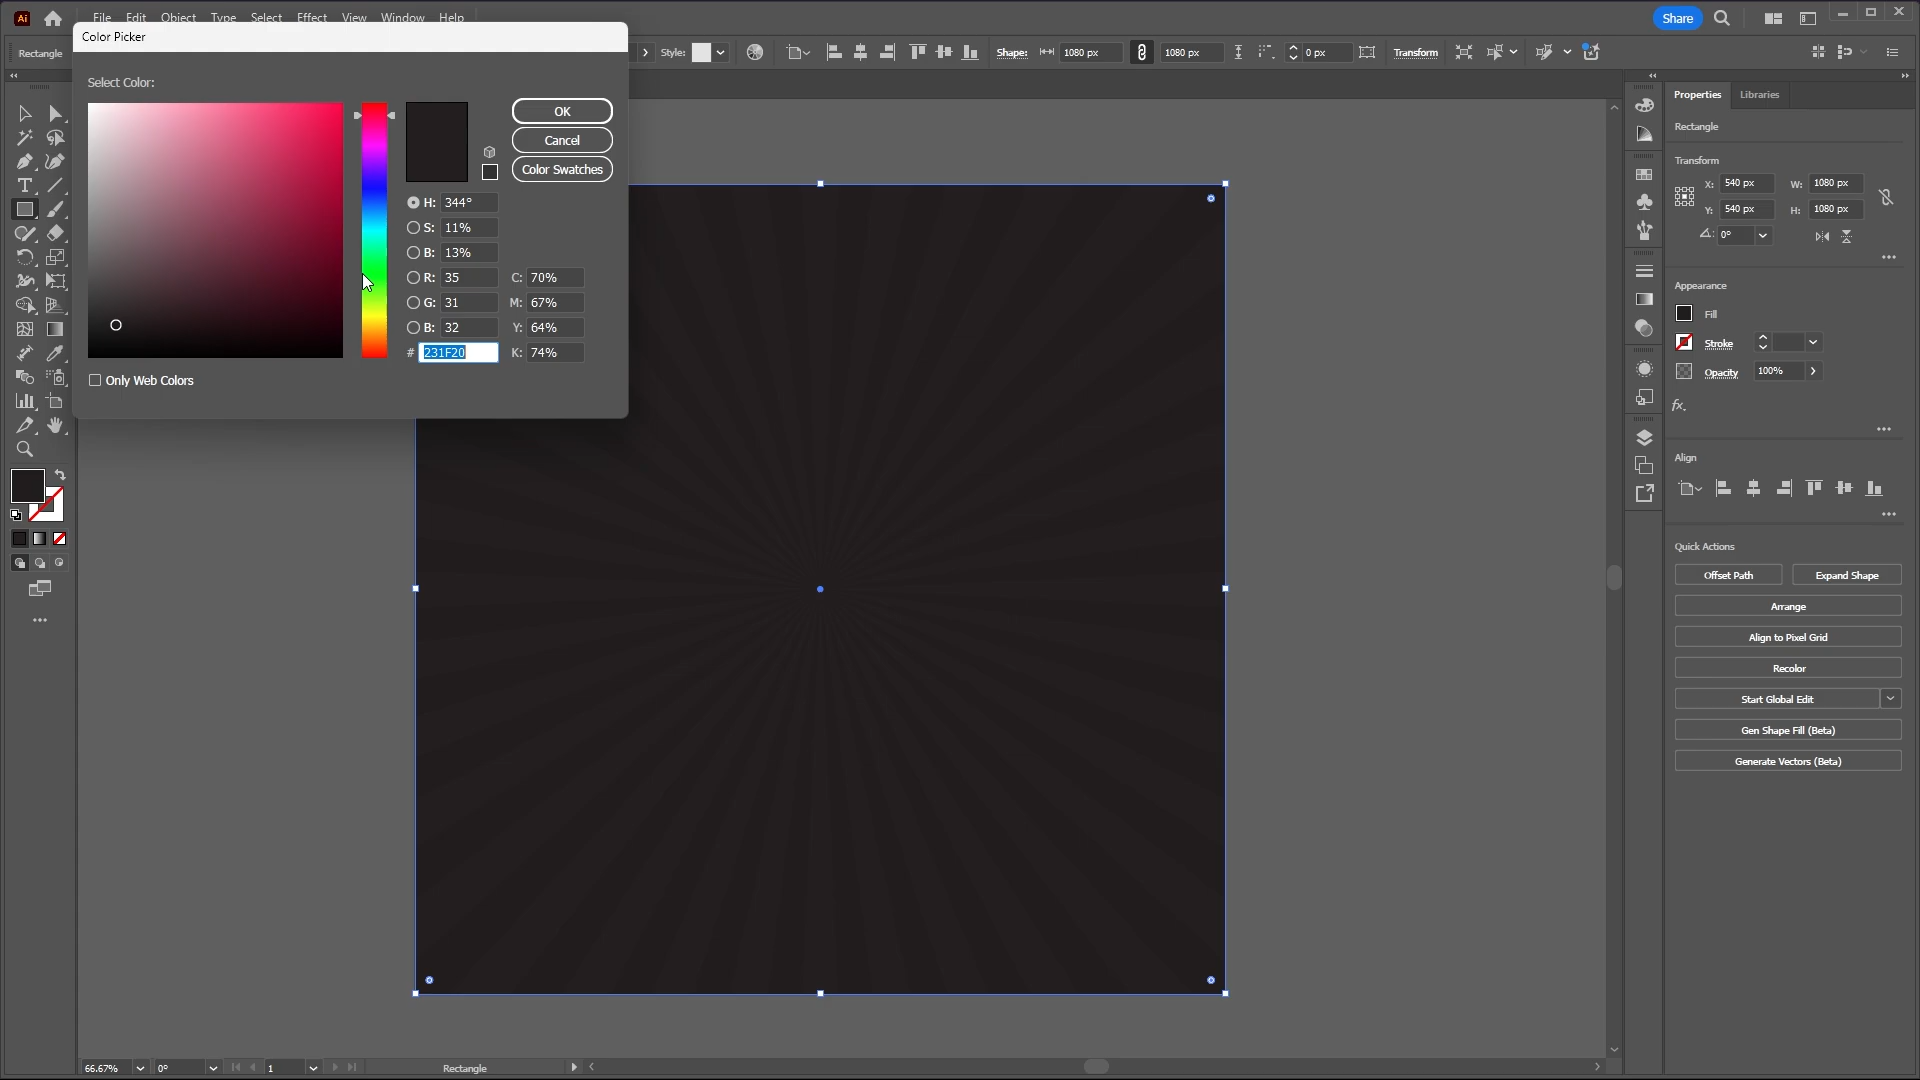 Ai File Edit Object Type Select Effect View Window Help Share
Color Picker
Rectangle Style: Shape: 1080 px 1080 px 0 px Transform
Select Color:
OK
Cancel
Color Swatches
H: 344°
S: 11%
B: 13%
R: 35 C: 70%
G: 31 M: 67%
B: 32 Y: 64%
# 231F20 K: 74%
Only Web Colors
Properties Libraries
Rectangle
Transform
X: 540 px W: 1080 px
Y: 540 px H: 1080 px
0°
Appearance
Fill
Stroke
Opacity 100%
fx.
Align
Quick Actions
Offset Path Expand Shape
Arrange
Align to Pixel Grid
Recolor
Start Global Edit
Gen Shape Fill (Beta)
Generate Vectors (Beta)
66.67% 0° 1 Rectangle